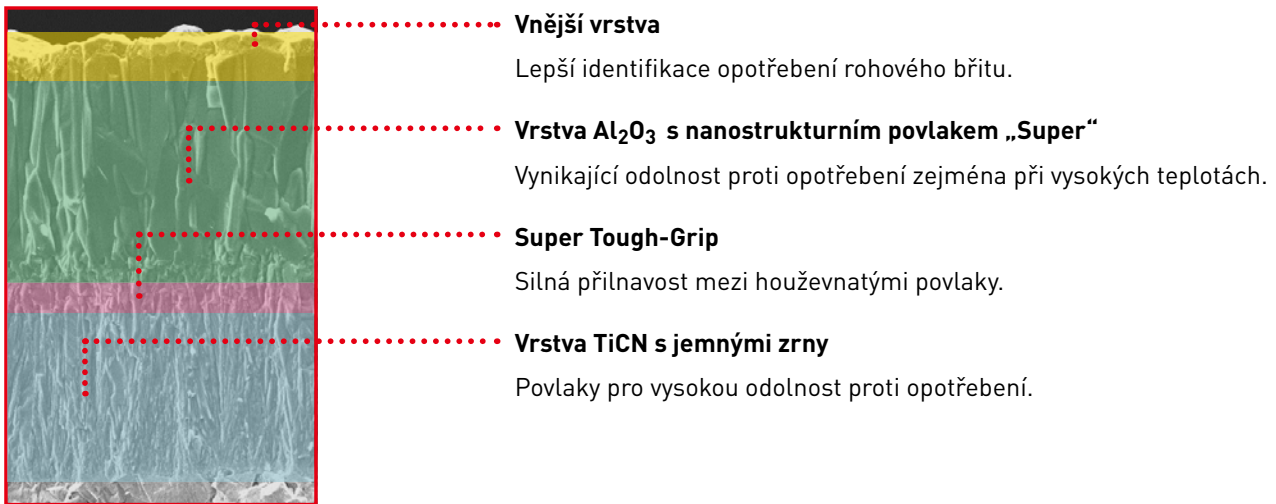 Vnější vrstva
Lepší identifikace opotřebení rohového břitu.
Vrstva Al₂O₃ s nanostrukturním povlakem „Super“
Vynikající odolnost proti opotřebení zejména při vysokých teplotách.
Super Tough-Grip
Silná přilnavost mezi houževnatými povlaky.
Vrstva TiCN s jemnými zrny
Povlaky pro vysokou odolnost proti opotřebení.